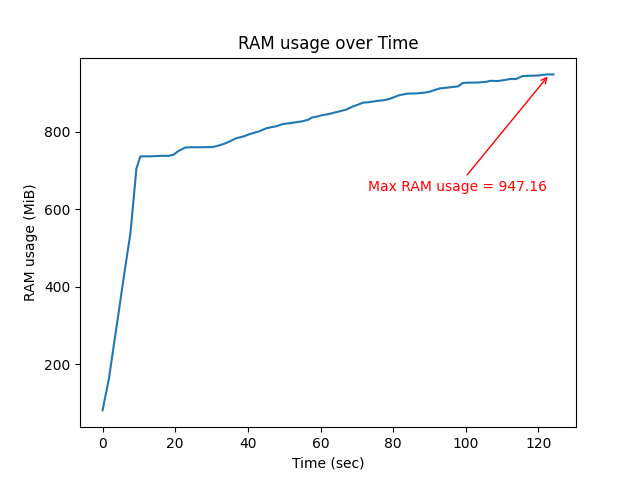 RAM usage over Time
RAM usage (MiB)
800
600
400
200
Max RAM usage = 947.16
0 20 40 60 80 100 120
Time (sec)